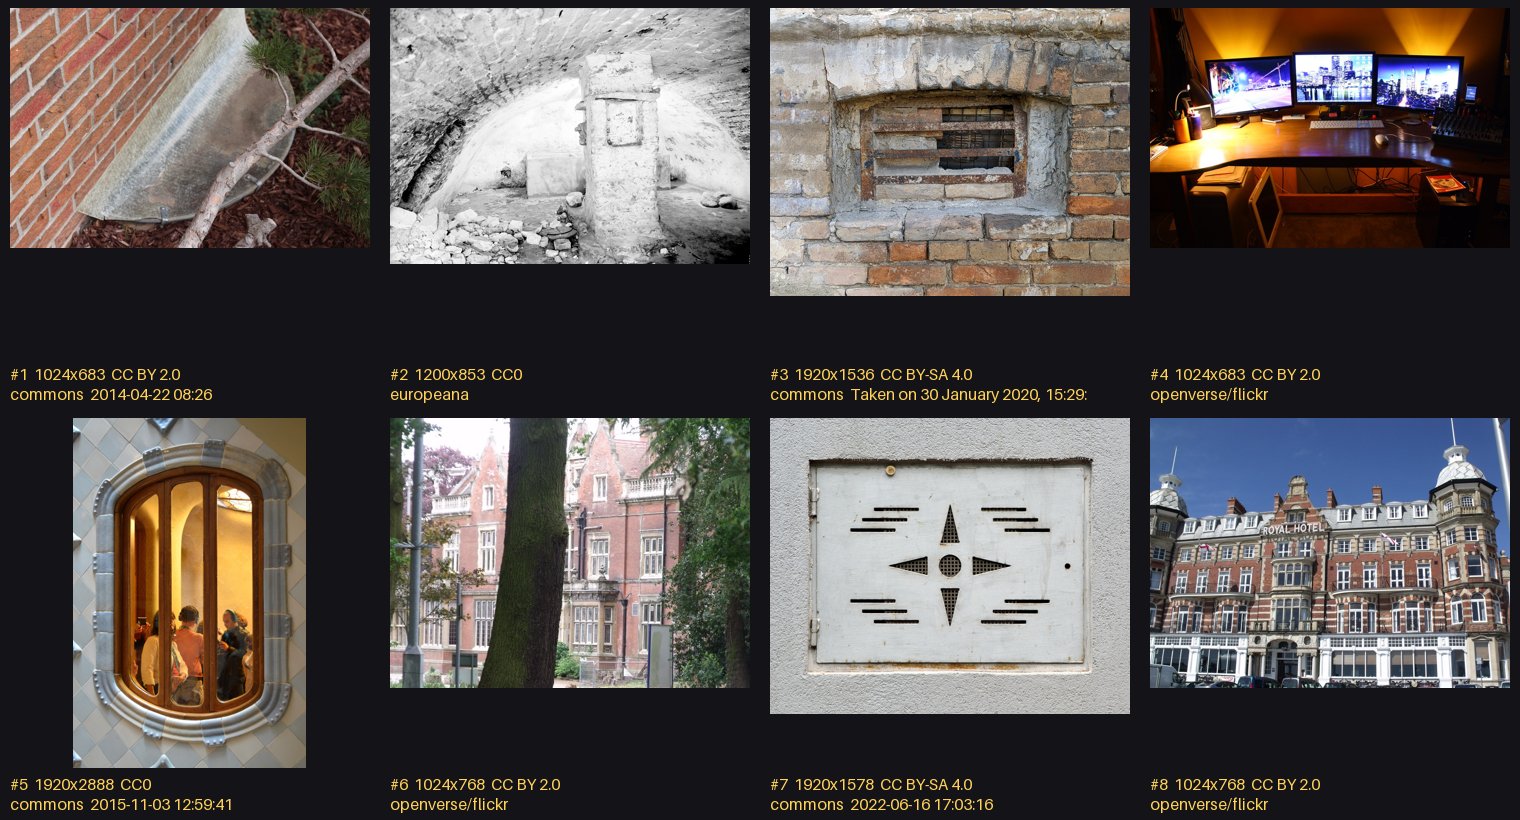 #1 1024x683 CC BY 2.0
commons 2014-04-22 08:26
#2 1200x853 CC0
europeana
#3 1920x1536 CC BY-SA 4.0
commons Taken on 30 January 2020, 15:29:
#4 1024x683 CC BY 2.0
openverse/flickr
ROYAL HOTEL
#5 1920x2888 CC0
commons 2015-11-03 12:59:41
#6 1024x768 CC BY 2.0
openverse/flickr
#7 1920x1578 CC BY-SA 4.0
commons 2022-06-16 17:03:16
#8 1024x768 CC BY 2.0
openverse/flickr